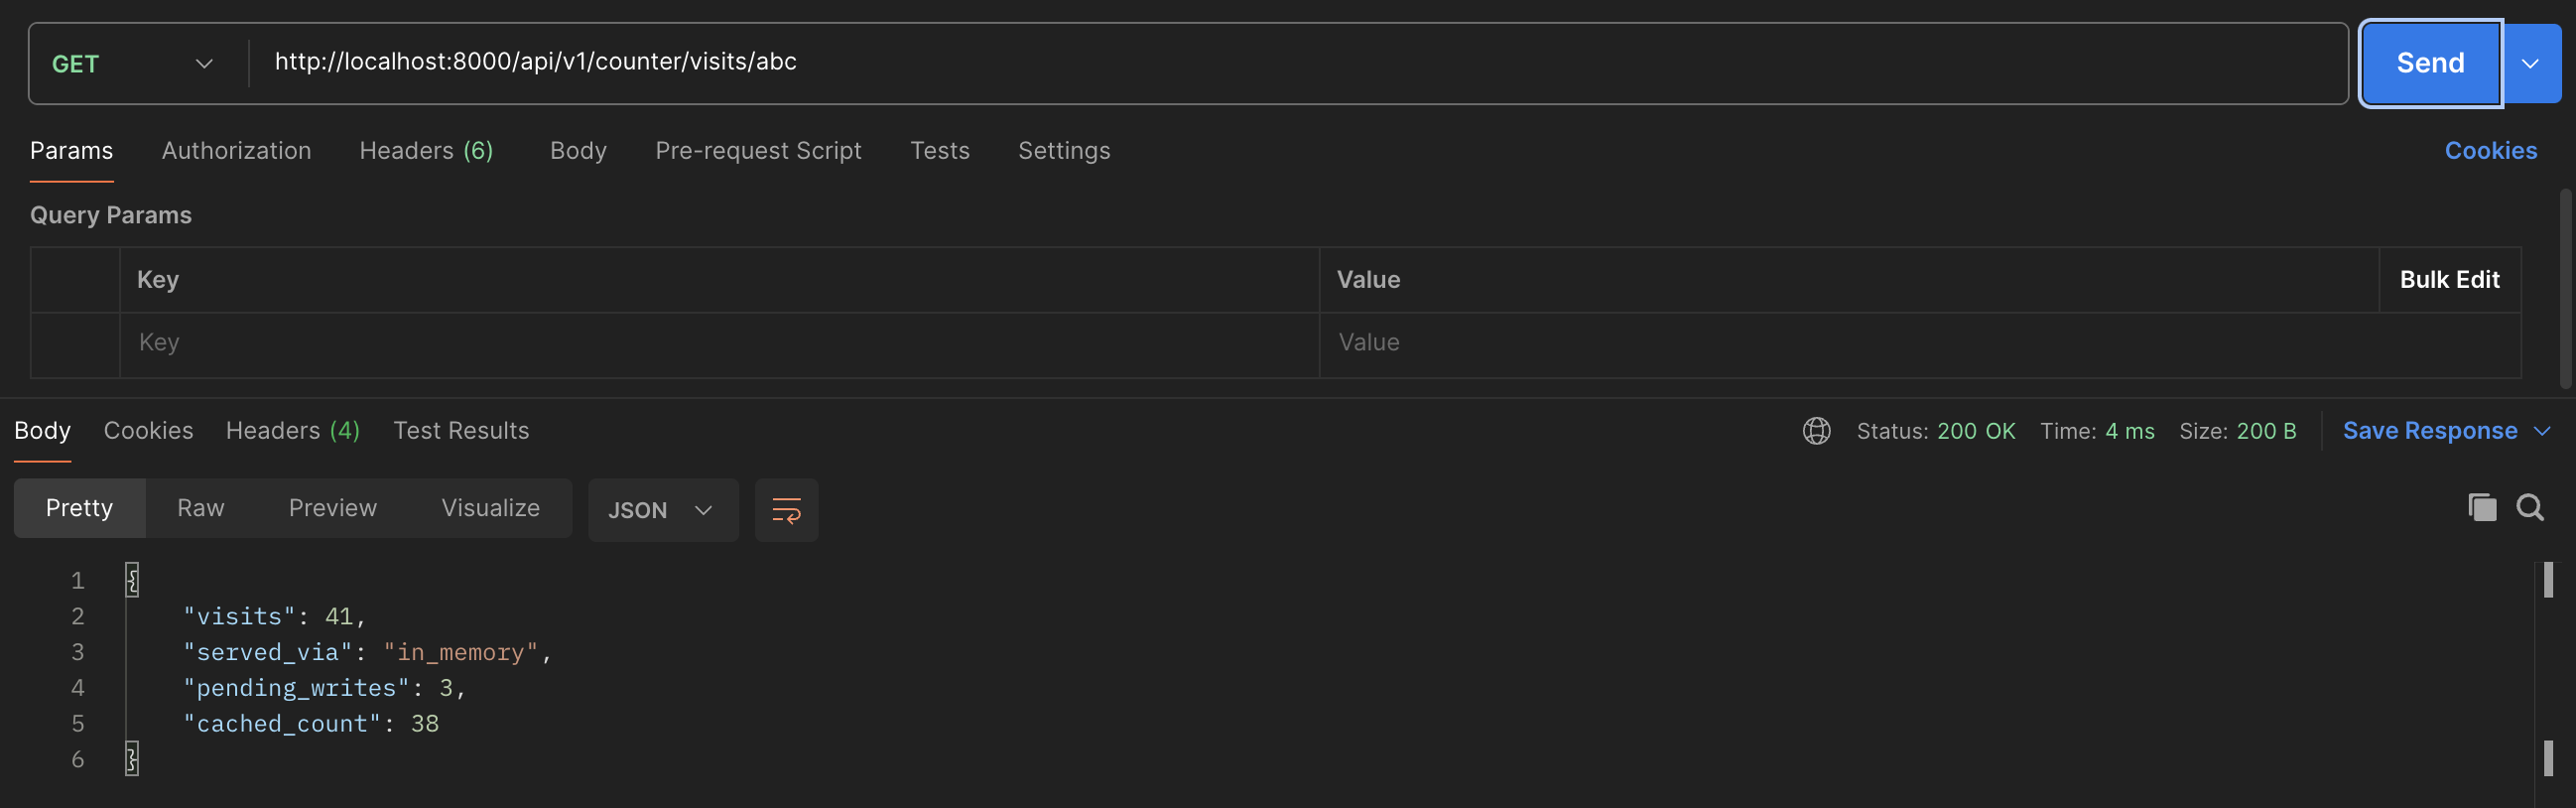 GET http://localhost:8000/api/v1/counter/visits/abc Send
Params Authorization Headers (6) Body Pre-request Script Tests Settings Cookies
Query Params
Key Value Bulk Edit
Key Value
Body Cookies Headers (4) Test Results Status: 200 OK Time: 4 ms Size: 200 B Save Response
Pretty Raw Preview Visualize JSON
1 {
2 "visits": 41,
3 "served_via": "in_memory",
4 "pending_writes": 3,
5 "cached_count": 38
6 }